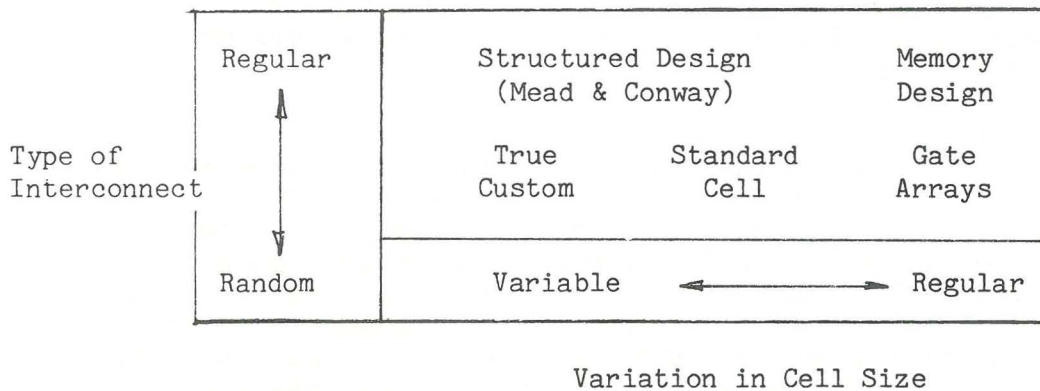 Regular
Structured Design
(Mead & Conway)
Memory
Design
Type of
Interconnect
True
Custom
Standard
Cell
Gate
Arrays
Random
Variable
Regular
Variation in Cell Size